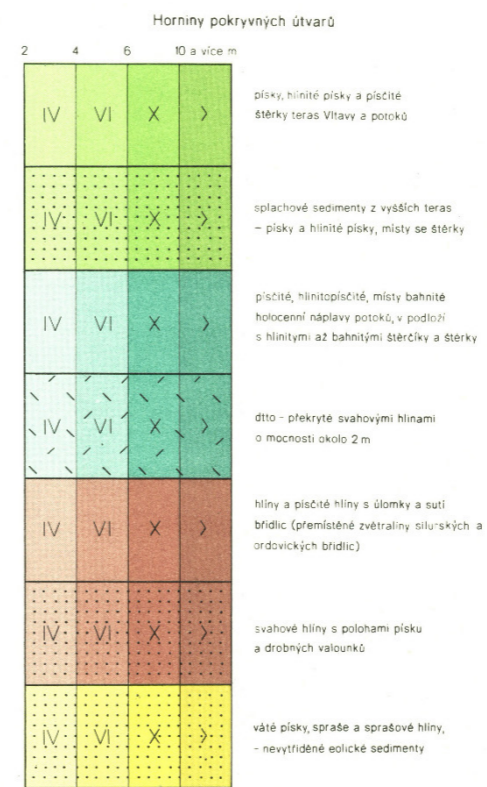 Horniny pokryvných útvarů
2 4 6 10 a více m
IV VI X >
písky, hlinité písky a písčité
štěrky teras Vltavy a potoků
IV VI X >
splachové sedimenty z vyšších teras
– písky a hlinité písky, místy se štěrky
IV VI X >
písčité, hlinitopísčité, místy bahnité
holocenní náplavy potoků, v podloží
s hlinitymi až bahnitými štěrčíky a štěrky
IV VI X >
dtto – překryté svahovými hlinami
o mocnosti okolo 2 m
IV VI X >
hlíny a písčité hlíny s úlomky a sutí
břidlic (přemístěné zvětraliny silurských a
ordovických břidlic)
IV VI X >
svahové hlíny s polohami písku
a drobných valounků
IV VI X >
váté písky, spraše a sprašové hlíny,
– nevytříděné eolické sedimenty